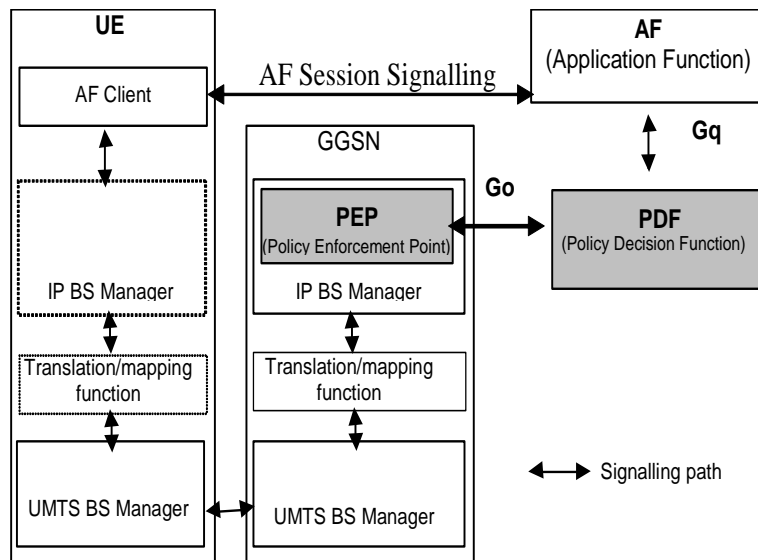 UE
AF
(Application Function)
AF Session Signalling
AF Client
Gq
GGSN
Go
PEP
(Policy Enforcement Point)
PDF
(Policy Decision Function)
IP BS Manager
IP BS Manager
Translation/mapping
function
Translation/mapping
function
Signalling path
UMTS BS Manager
UMTS BS Manager